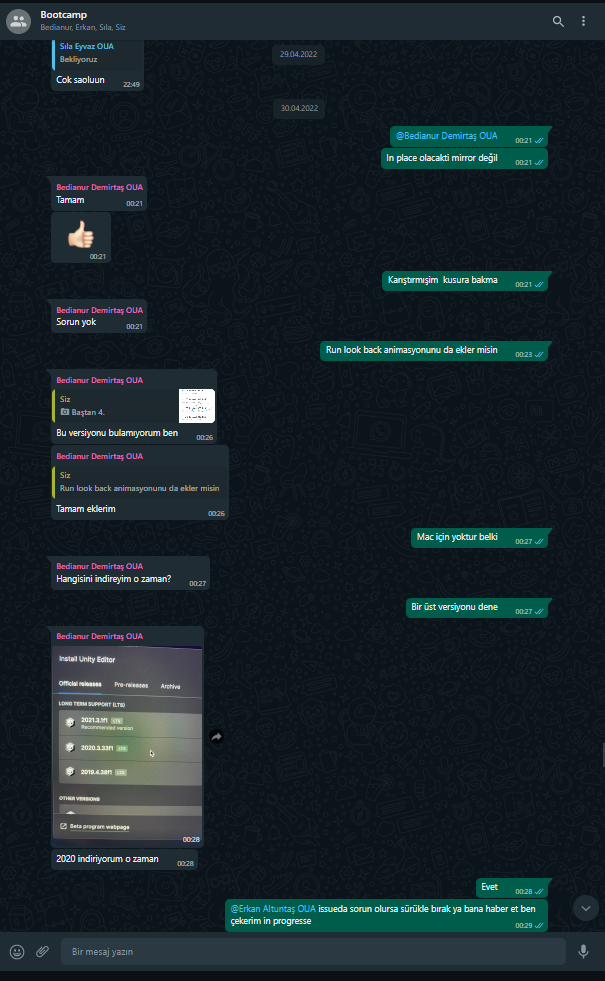 Bootcamp
Bedianur, Erkan, Sıla, Siz
Sıla Eyvaz OUA
Bekliyoruz
Cok saoluun
22:49
29.04.2022
30.04.2022
@Bedianur Demirtaş OUA
00:21
In place olacakti mirror değil
00:21
Bedianur Demirtaş OUA
Tamam
00:21
00:21
Karıştırmışim kusura bakma
00:21
Bedianur Demirtaş OUA
Sorun yok
00:21
Run look back animasyonunu da ekler misin
00:23
Bedianur Demirtaş OUA
Siz
Baştan 4.
Bu versiyonu bulamıyorum ben
00:26
Bedianur Demirtaş OUA
Siz
Run look back animasyonunu da ekler misin
Tamam eklerim
00:26
Mac için yoktur belki
00:27
Bedianur Demirtaş OUA
Hangisini indireyim o zaman?
00:27
Bir üst versiyonu dene
00:27
Bedianur Demirtaş OUA
Install Unity Editor
Official releases Pre-releases Archive
LONG TERM SUPPORT (LTS)
2021.3.1f1 LTS
Recommended version
2020.3.33f1 LTS
2019.4.38f1 LTS
OTHER VERSIONS
Beta program webpage
00:28
2020 indiriyorum o zaman
00:28
Evet
00:28
@Erkan Altuntaş OUA issueda sorun olursa sürükle bırak ya bana haber et ben
çekerim in progresse
00:29
Bir mesaj yazın